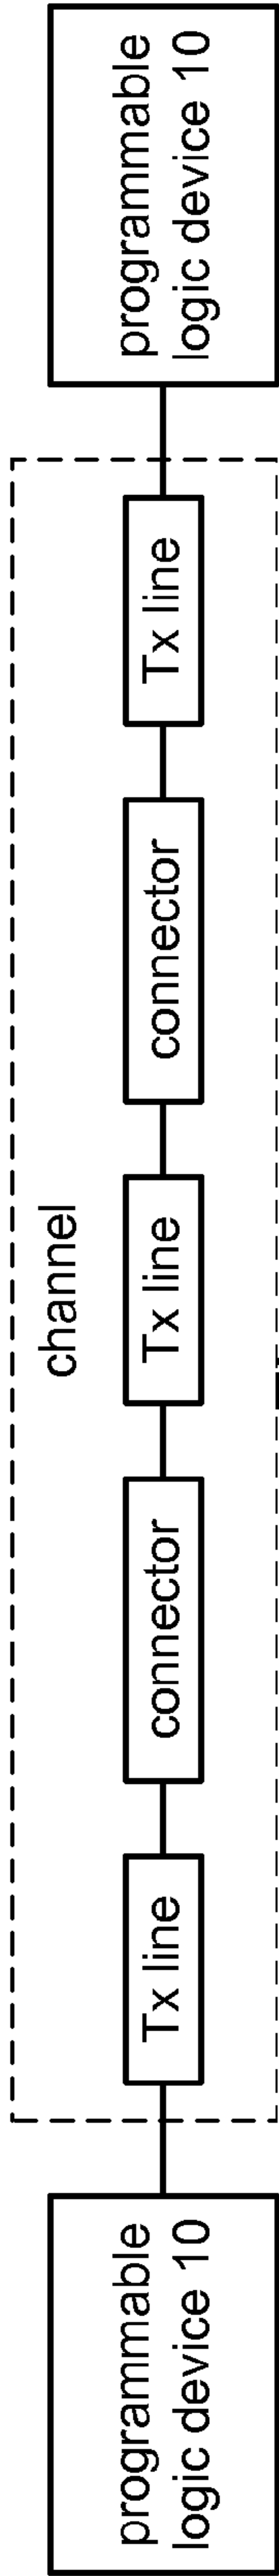 channel
programmable
logic device 10
Tx line
connector
Tx line
connector
Tx line
programmable
logic device 10